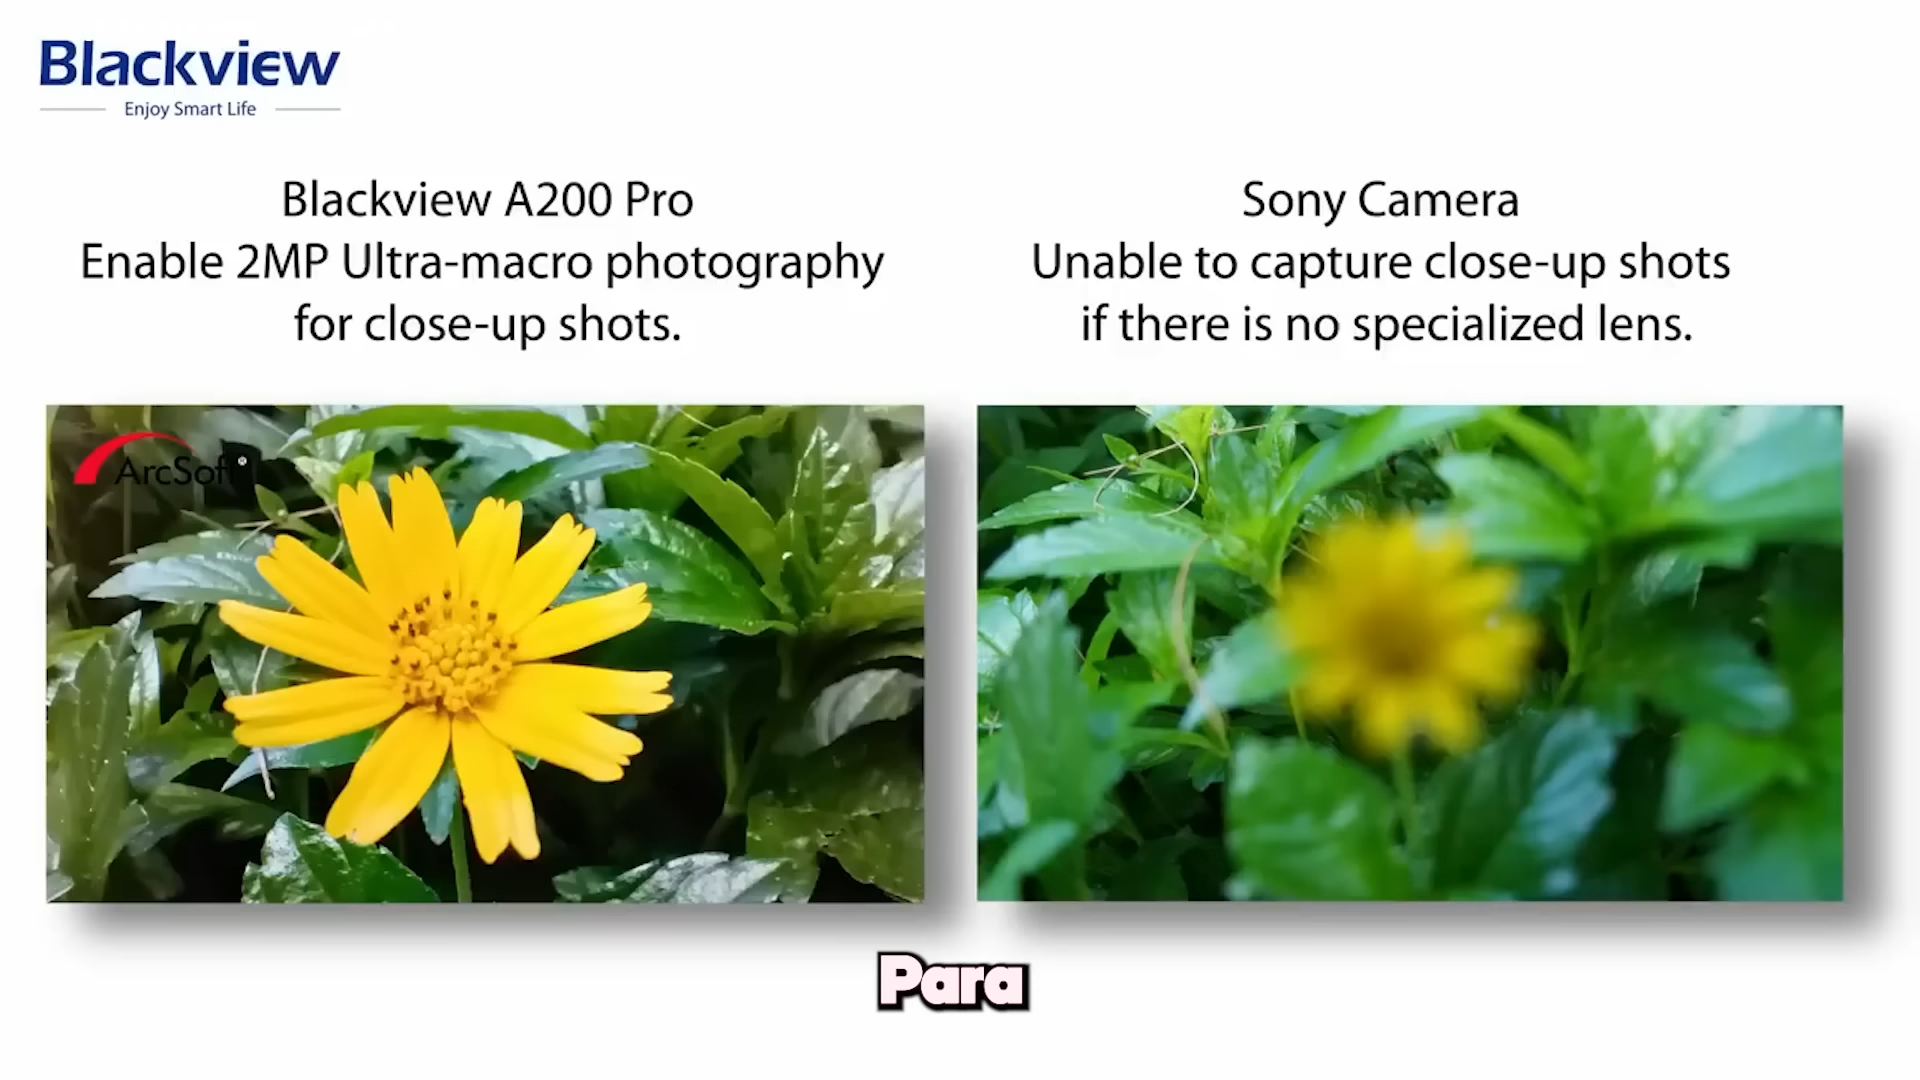 Blackview
Enjoy Smart Life
Blackview A200 Pro
Enable 2MP Ultra-macro photography
for close-up shots.
Sony Camera
Unable to capture close-up shots
if there is no specialized lens.
ArcSoft
Para